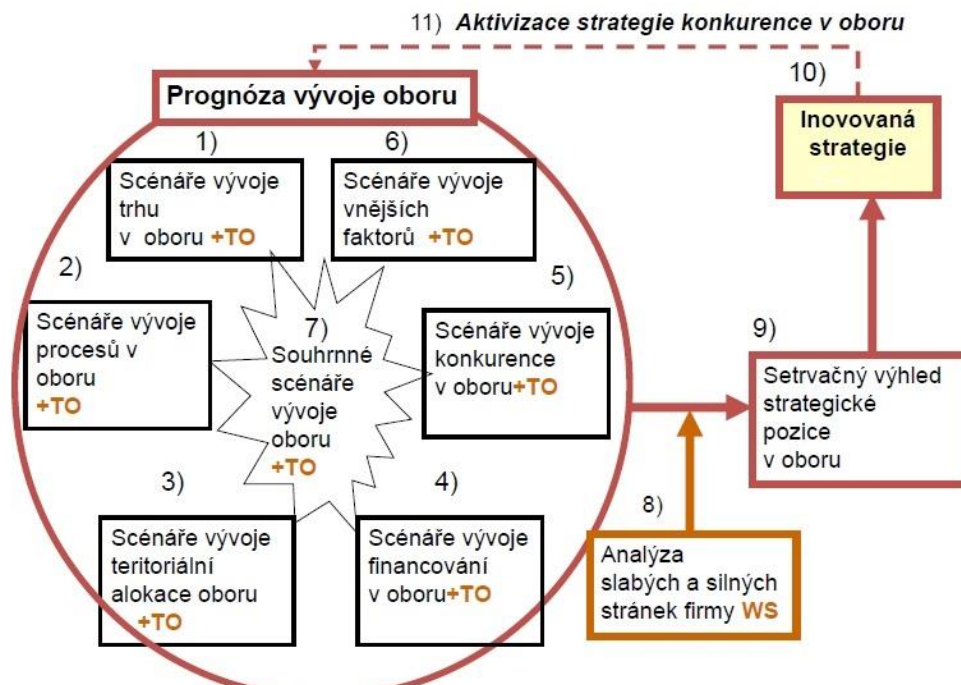 11) Aktivizace strategie konkurence v oboru
Prognóza vývoje oboru
10)
Inovovaná
strategie
1)
Scénáře vývoje
trhu
v oboru +TO
6)
Scénáře vývoje
vnějších
faktorů +TO
2)
Scénáře vývoje
procesů v
oboru
+TO
7)
Souhrnné
scénáře
vývoje
oboru
+TO
5)
Scénáře vývoje
konkurence
v oboru+TO
9)
Setrvačný výhled
strategické
pozice
v oboru
3)
Scénáře vývoje
teritoriální
alokace oboru
+TO
4)
Scénáře vývoje
financování
v oboru+TO
8)
Analýza
slabých a silných
stránek firmy WS